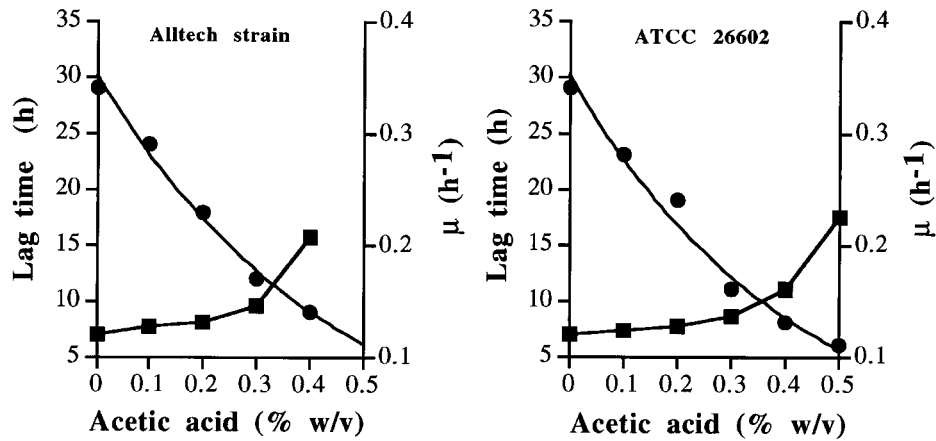 Alltech strain
35
30
25
20
15
10
5
Lag time (h)
0.4
0.3
0.2
0.1
μ (h-1)
0 0.1 0.2 0.3 0.4 0.5
Acetic acid (% w/v)
ATCC 26602
35
30
25
20
15
10
5
Lag time (h)
0.4
0.3
0.2
0.1
μ (h-1)
0 0.1 0.2 0.3 0.4 0.5
Acetic acid (% w/v)